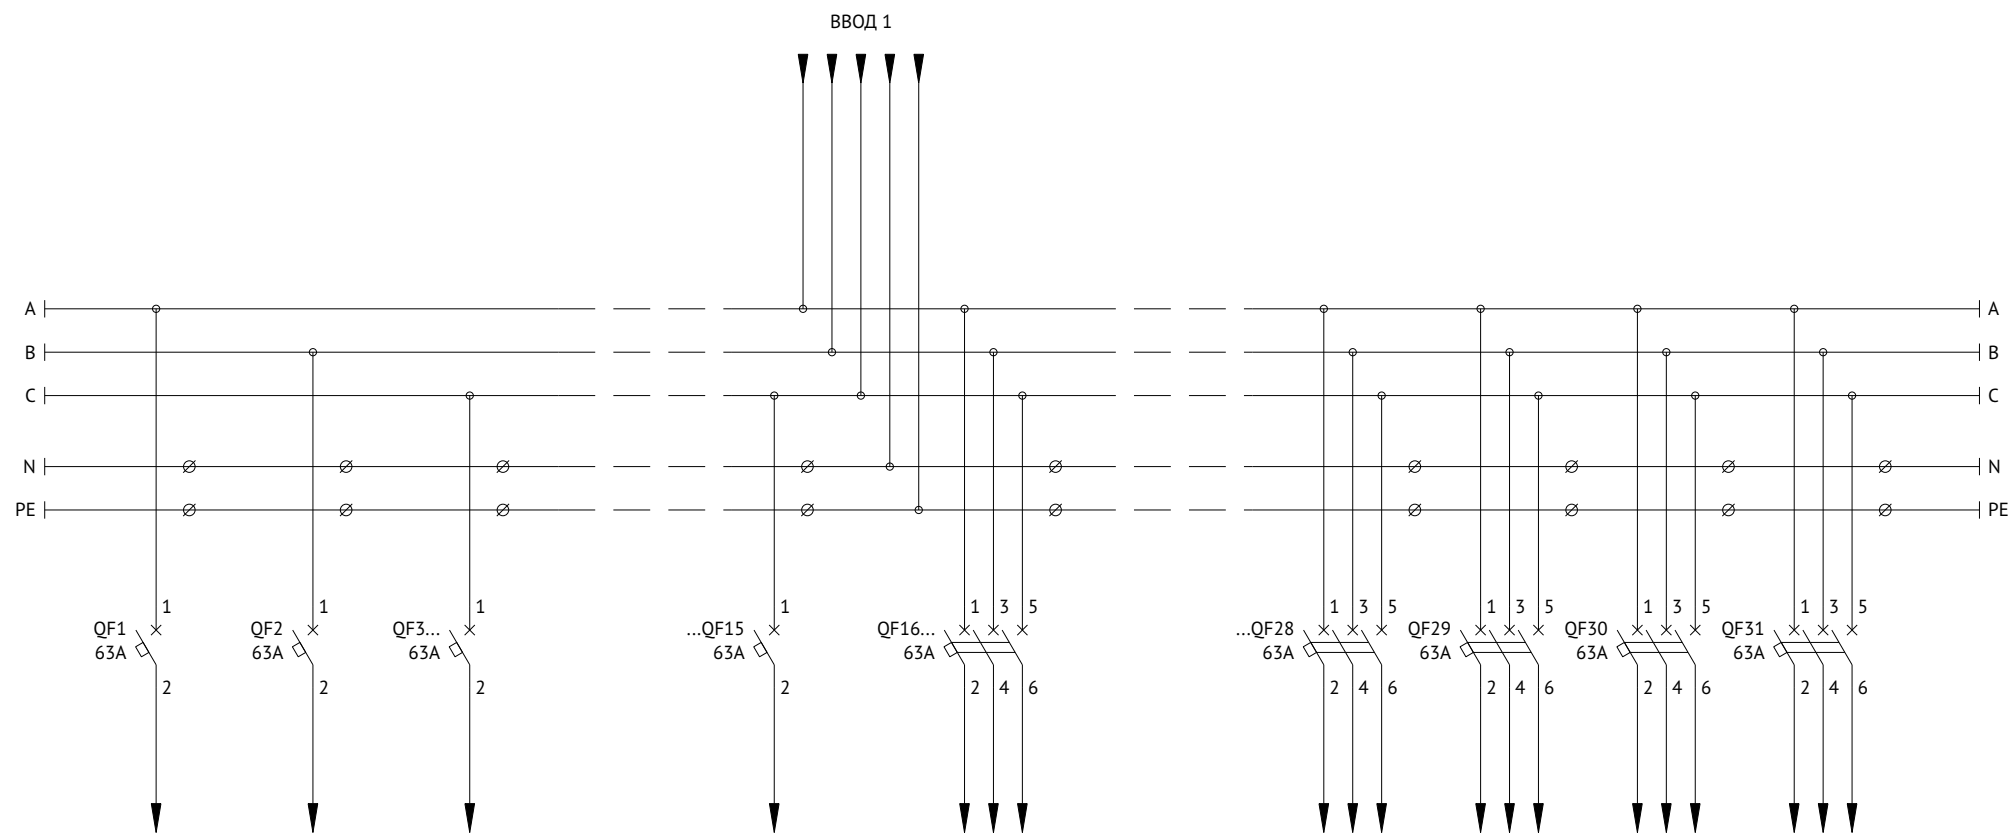 ВВОД 1
A A
B B
C C
N N
PE PE
1 1 1 1 1 3 5 1 3 5 1 3 5 1 3 5 1 3 5
QF1 QF2 QF3... ...QF15 QF16... ...QF28 QF29 QF30 QF31
63A 63A 63A 63A 63A 63A 63A 63A 63A
2 2 2 2 2 4 6 2 4 6 2 4 6 2 4 6 2 4 6